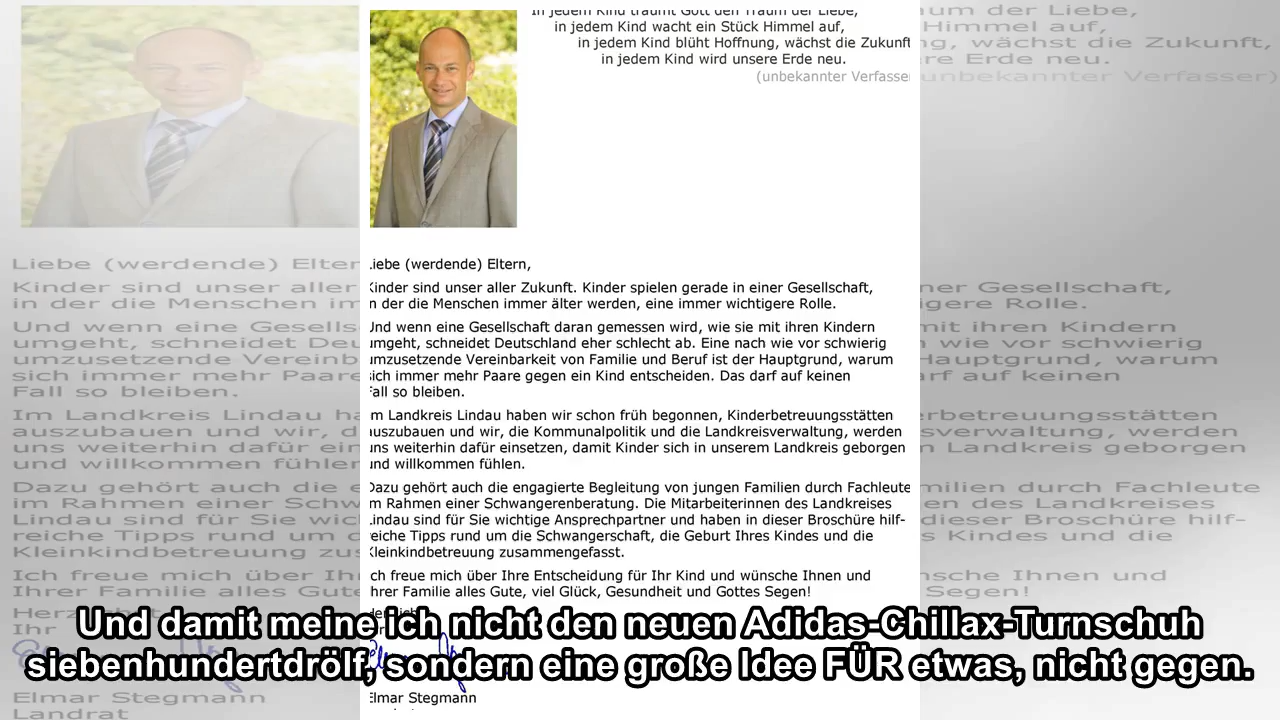 In jedem Kind träumt Gott den Traum der Liebe,
in jedem Kind wacht ein Stück Himmel auf,
in jedem Kind blüht Hoffnung, wächst die Zukunft,
in jedem Kind wird unsere Erde neu.
(unbekannter Verfasser)
Liebe (werdende) Eltern,
Kinder sind unser aller Zukunft. Kinder spielen gerade in einer Gesellschaft,
in der die Menschen immer älter werden, eine immer wichtigere Rolle.
Und wenn eine Gesellschaft daran gemessen wird, wie sie mit ihren Kindern
umgeht, schneidet Deutschland eher schlecht ab. Eine nach wie vor schwierig
umzusetzende Vereinbarkeit von Familie und Beruf ist der Hauptgrund, warum
sich immer mehr Paare gegen ein Kind entscheiden. Das darf auf keinen
Fall so bleiben.
Im Landkreis Lindau haben wir schon früh begonnen, Kinderbetreuungsstätten
auszubauen und wir, die Kommunalpolitik und die Landkreisverwaltung, werden
uns weiterhin dafür einsetzen, damit Kinder sich in unserem Landkreis geborgen
und willkommen fühlen.
Dazu gehört auch die engagierte Begleitung von jungen Familien durch Fachleute
im Rahmen einer Schwangerenberatung. Die Mitarbeiterinnen des Landkreises
Lindau sind für Sie wichtige Ansprechpartner und haben in dieser Broschüre hilf-
reiche Tipps rund um die Schwangerschaft, die Geburt Ihres Kindes und die
Kleinkindbetreuung zusammengefasst.
Ich freue mich über Ihre Entscheidung für Ihr Kind und wünsche Ihnen und
Ihrer Familie alles Gute, viel Glück, Gesundheit und Gottes Segen!
Ihr
Und damit meine ich nicht den neuen Adidas-Chillax-Turnschuh
siebenhundertdrölf, sondern eine große Idee FÜR etwas, nicht gegen.
Elmar Stegmann
Landrat